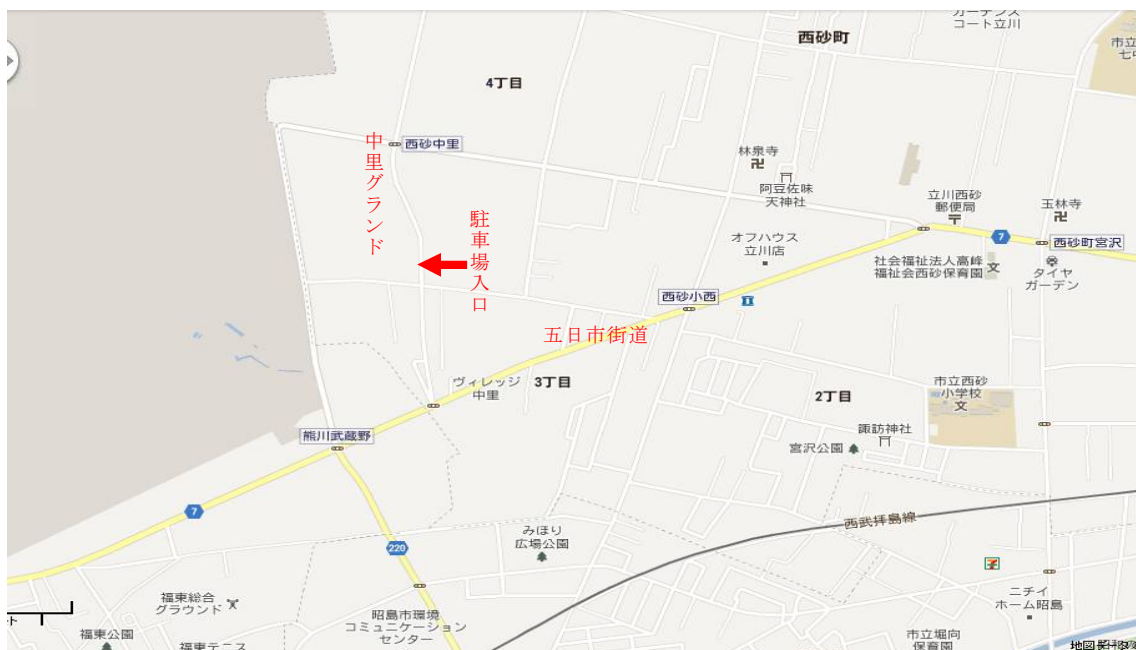 ガーデンズ
コート立川
西砂町
市立
七中
4丁目
西砂中里
中里グランド
林泉寺
阿豆佐味
天神社
立川西砂
郵便局
玉林寺
7
西砂町宮沢
駐車場入口
オフハウス
立川店
社会福祉法人高峰
福祉会西砂保育園
文
タイヤ
ガーデン
西砂小西
五日市街道
ヴィレッジ
中里
3丁目
2丁目
市立西砂
小学校
文
熊川武蔵野
諏訪神社
宮沢公園
7
西武拝島線
220
みほり
広場公園
福東総合
グラウンド
昭島市環境
コミュニケーション
センター
ニチイ
ホーム昭島
福東公園
福東テニス
市立堀向
保育園